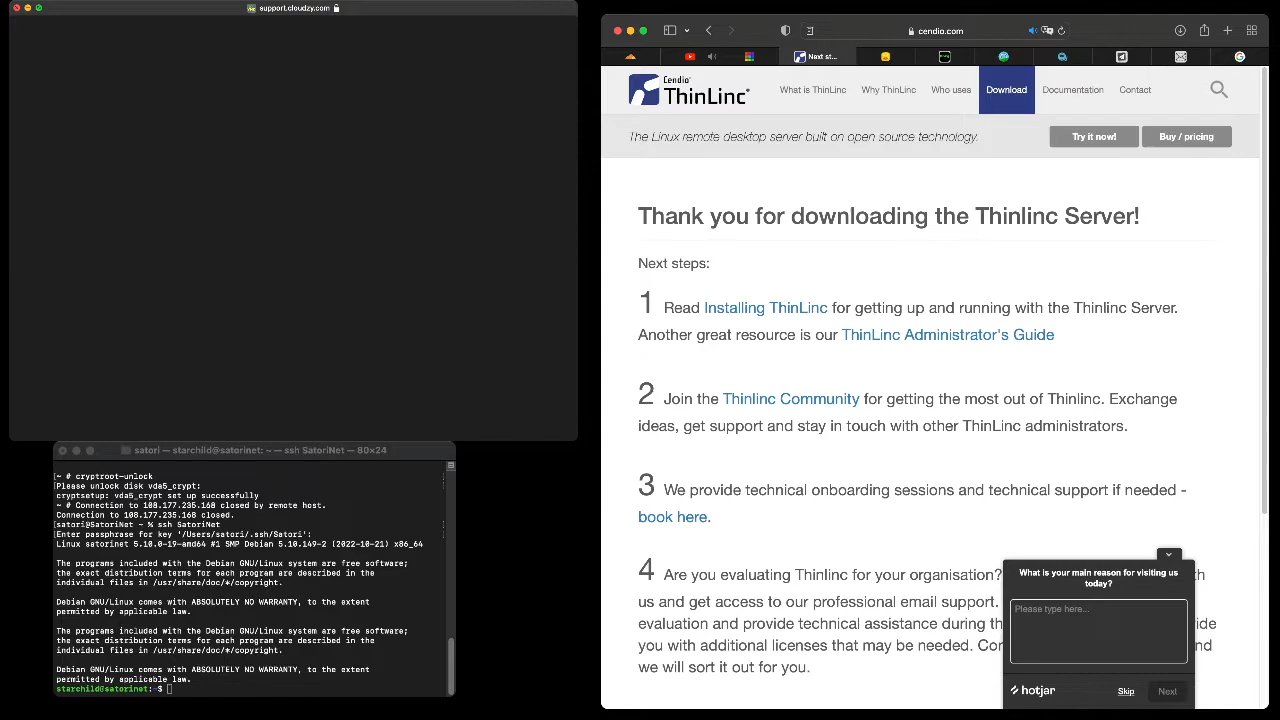 support.cloudzy.com
satori — starchild@satorinet: ~ — ssh SatoriNet — 80×24
[~ # cryptroot-unlock
[Please unlock disk vda5_crypt:
cryptsetup: vda5_crypt set up successfully
~ # Connection to 108.177.235.168 closed by remote host.
Connection to 108.177.235.168 closed.
[satori@SatoriNet ~ % ssh SatoriNet
[Enter passphrase for key '/Users/satori/.ssh/Satori':
Linux satorinet 5.10.0-19-amd64 #1 SMP Debian 5.10.149-2 (2022-10-21) x86_64
The programs included with the Debian GNU/Linux system are free software;
the exact distribution terms for each program are described in the
individual files in /usr/share/doc/*/copyright.
Debian GNU/Linux comes with ABSOLUTELY NO WARRANTY, to the extent
permitted by applicable law.
The programs included with the Debian GNU/Linux system are free software;
the exact distribution terms for each program are described in the
individual files in /usr/share/doc/*/copyright.
Debian GNU/Linux comes with ABSOLUTELY NO WARRANTY, to the extent
permitted by applicable law.
starchild@satorinet:~$
cendio.com
Next st...
Cendio®
ThinLinc®
What is ThinLinc Why ThinLinc Who uses Download Documentation Contact
The Linux remote desktop server built on open source technology.
Try it now! Buy / pricing
Thank you for downloading the Thinlinc Server!
Next steps:
1 Read Installing ThinLinc for getting up and running with the Thinlinc Server.
Another great resource is our ThinLinc Administrator's Guide
2 Join the Thinlinc Community for getting the most out of Thinlinc. Exchange
ideas, get support and stay in touch with other ThinLinc administrators.
3 We provide technical onboarding sessions and technical support if needed -
book here.
4 Are you evaluating Thinlinc for your organisation?
us and get access to our professional email support.
evaluation and provide technical assistance during
you with additional licenses that may be needed.
we will sort it out for you.
What is your main reason for visiting us
today?
Please type here...
hotjar
Skip
Next